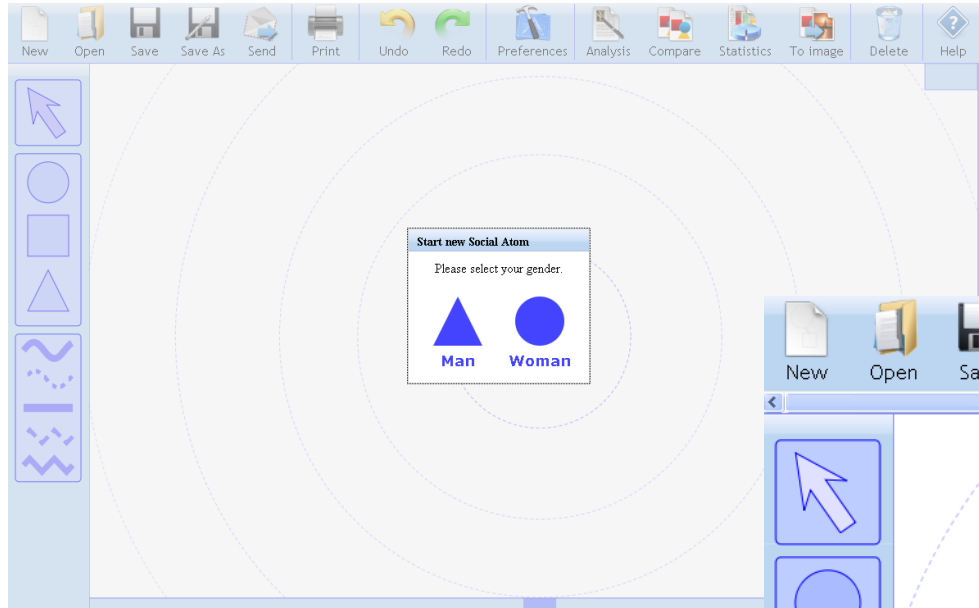 New Open Save Save As Send Print Undo Redo Preferences Analysis Compare Statistics To image Delete Help
Start new Social Atom
Please select your gender.
Man Woman
New Open Sa